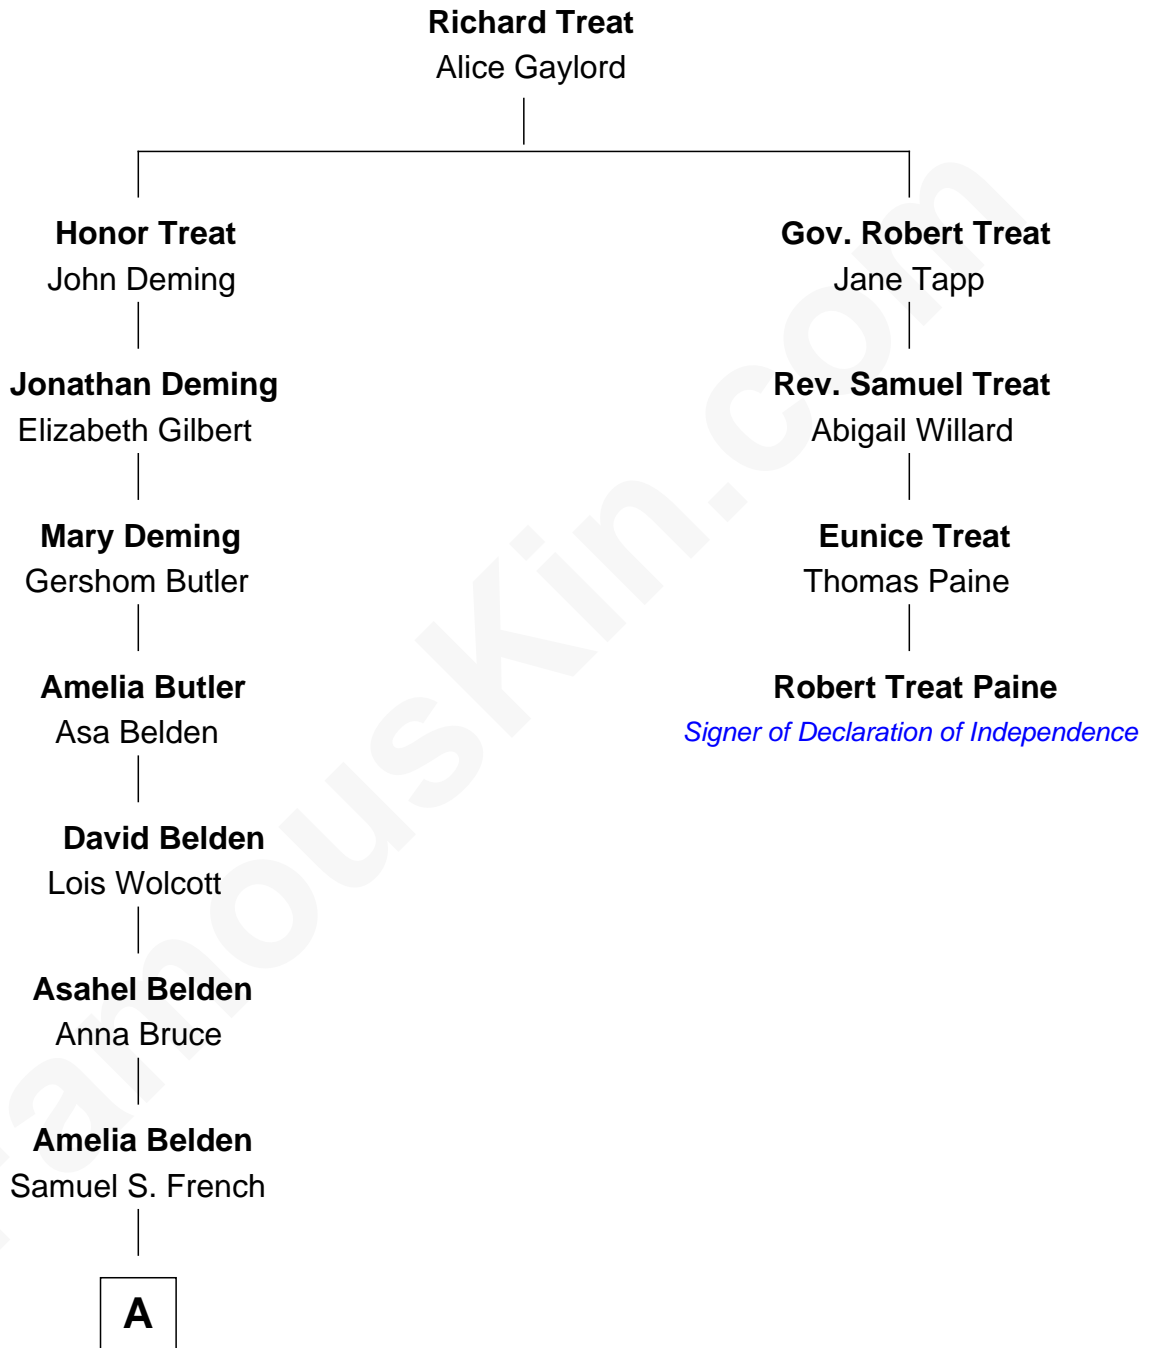 Richard Treat
Alice Gaylord
Honor Treat
John Deming
Gov. Robert Treat
Jane Tapp
Jonathan Deming
Elizabeth Gilbert
Rev. Samuel Treat
Abigail Willard
Mary Deming
Gershom Butler
Eunice Treat
Thomas Paine
Amelia Butler
Asa Belden
Robert Treat Paine
Signer of Declaration of Independence
David Belden
Lois Wolcott
Asahel Belden
Anna Bruce
Amelia Belden
Samuel S. French
A
FamousKin.com